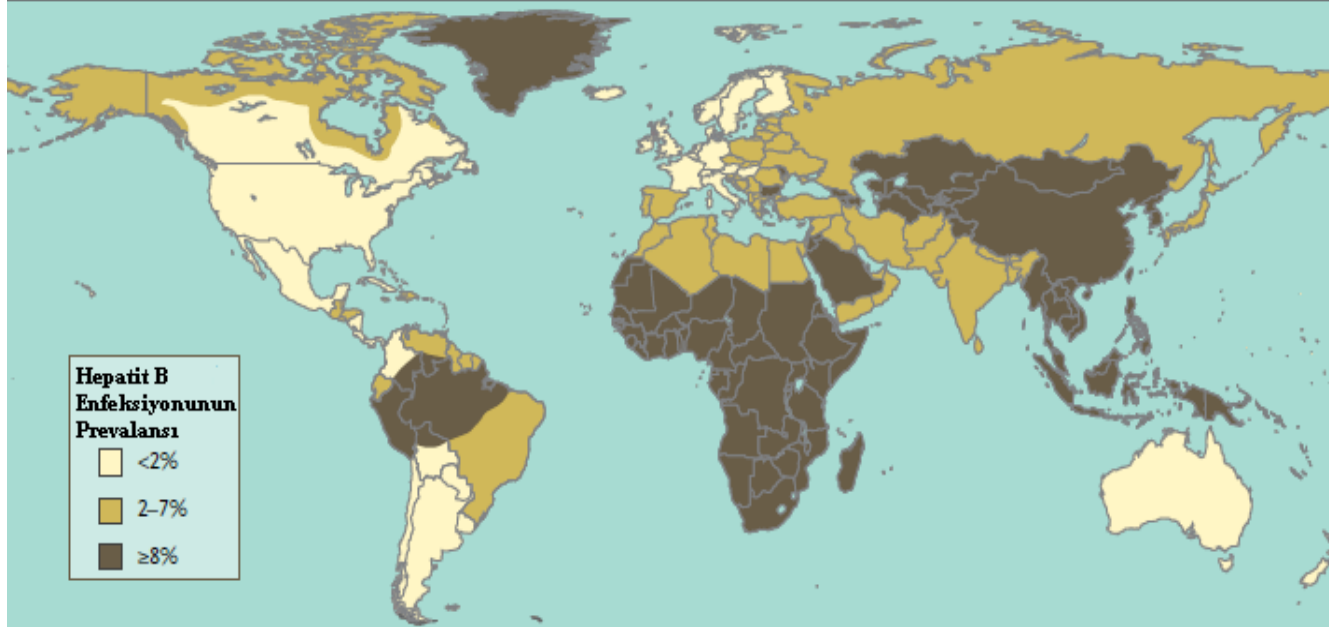 Hepatit B
Enfeksiyonunun
Prevalansı
<2%
2–7%
≥8%